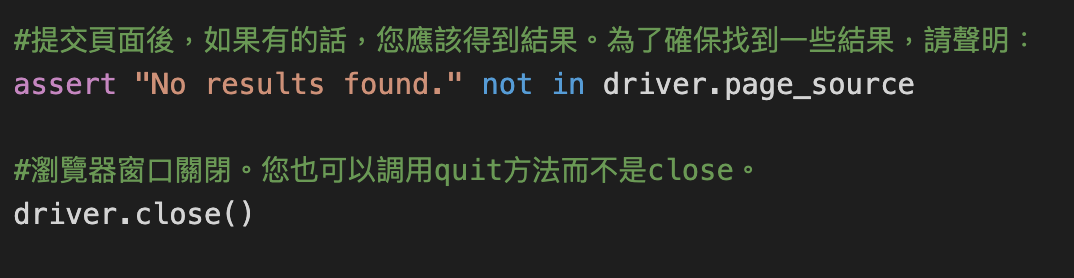 #提交頁面後，如果有的話，您應該得到結果。為了確保找到一些結果，請聲明：
assert "No results found." not in driver.page_source
#瀏覽器窗口關閉。您也可以調用quit方法而不是close。
driver.close()